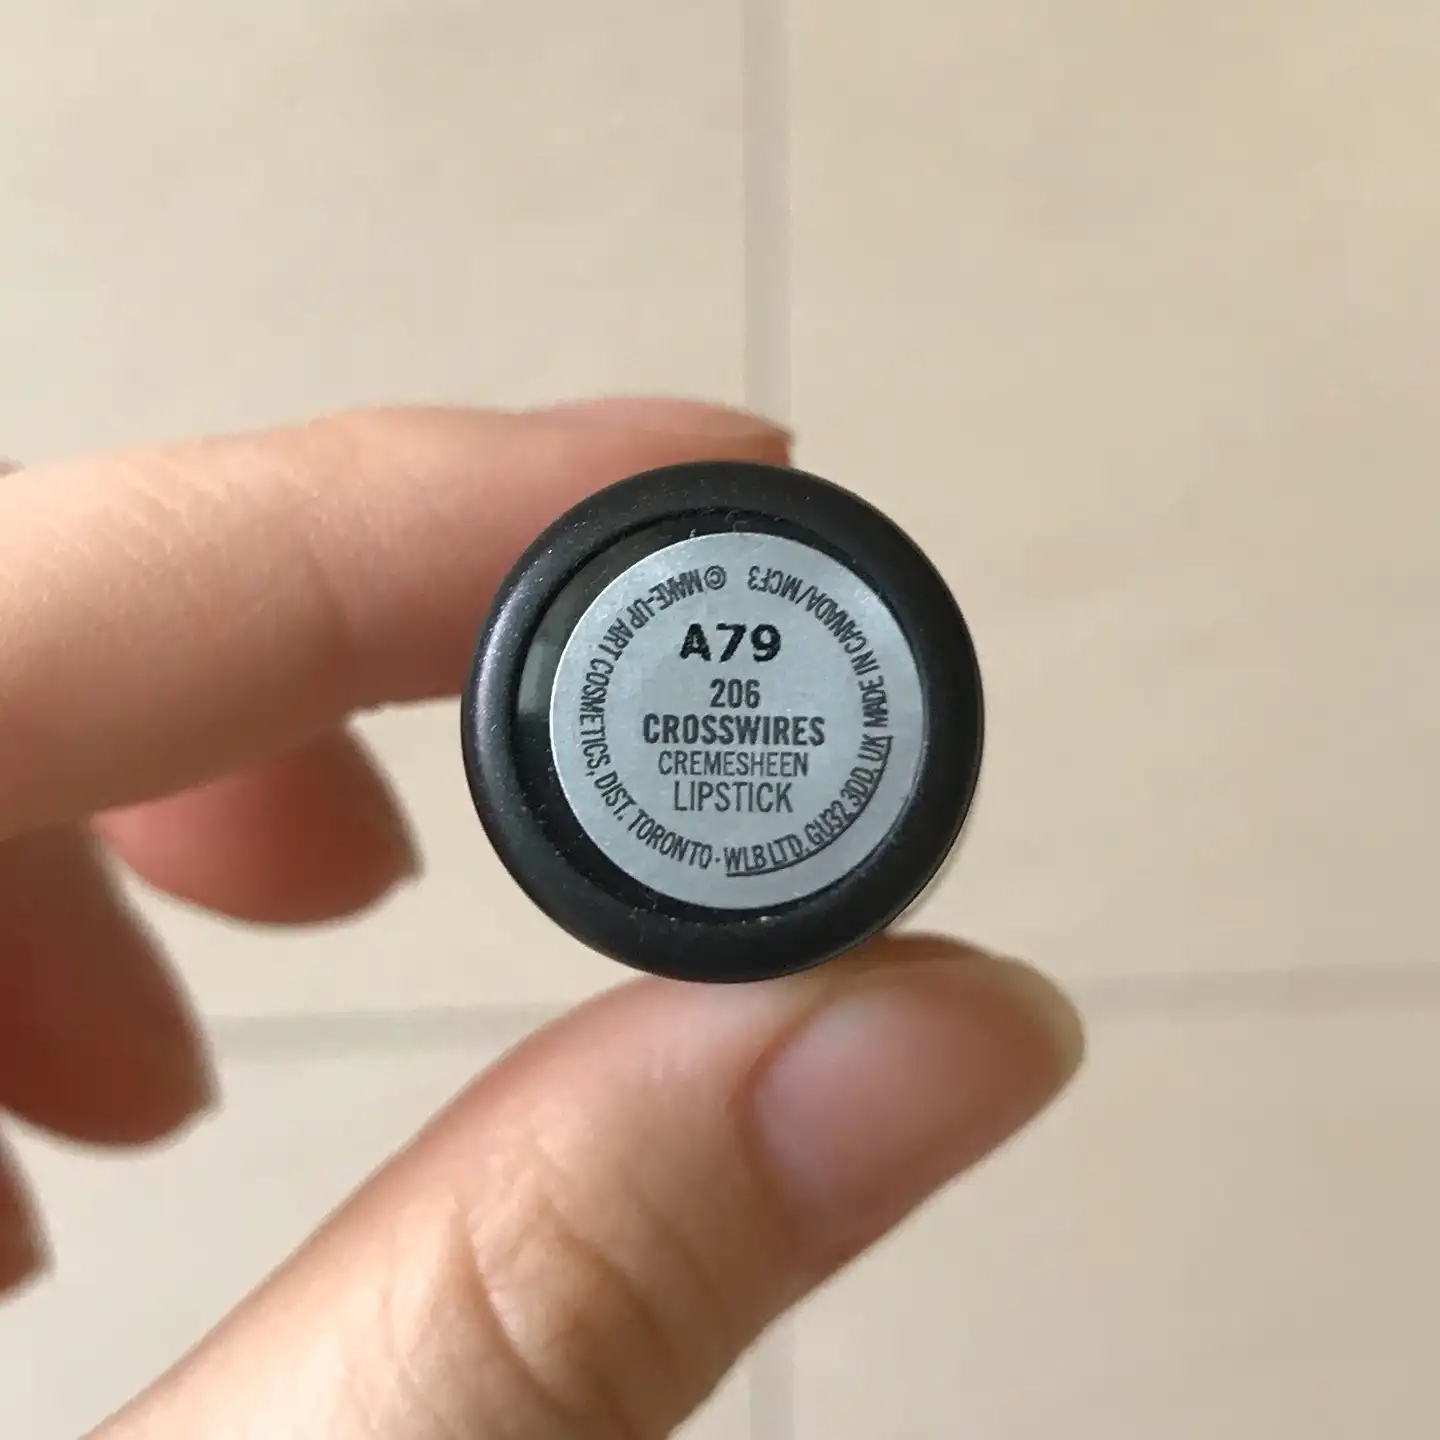 A79
206
CROSSWIRES
CREMESHEEN
LIPSTICK
© MAKE-UP ART COSMETICS, DIST. TORONTO · WLB LTD. GU32 3DD, UK MADE IN CANADA/MCF3